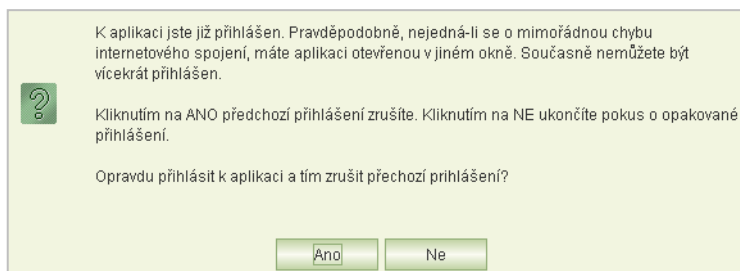 K aplikaci jste již přihlášen. Pravděpodobně, nejedná-li se o mimořádnou chybu
internetového spojení, máte aplikaci otevřenou v jiném okně. Současně nemůžete být
vícekrát přihlášen.
Kliknutím na ANO předchozí přihlášení zrušíte. Kliknutím na NE ukončíte pokus o opakované
přihlášení.
Opravdu přihlásit k aplikaci a tím zrušit přechozí prihlášení?
Ano
Ne